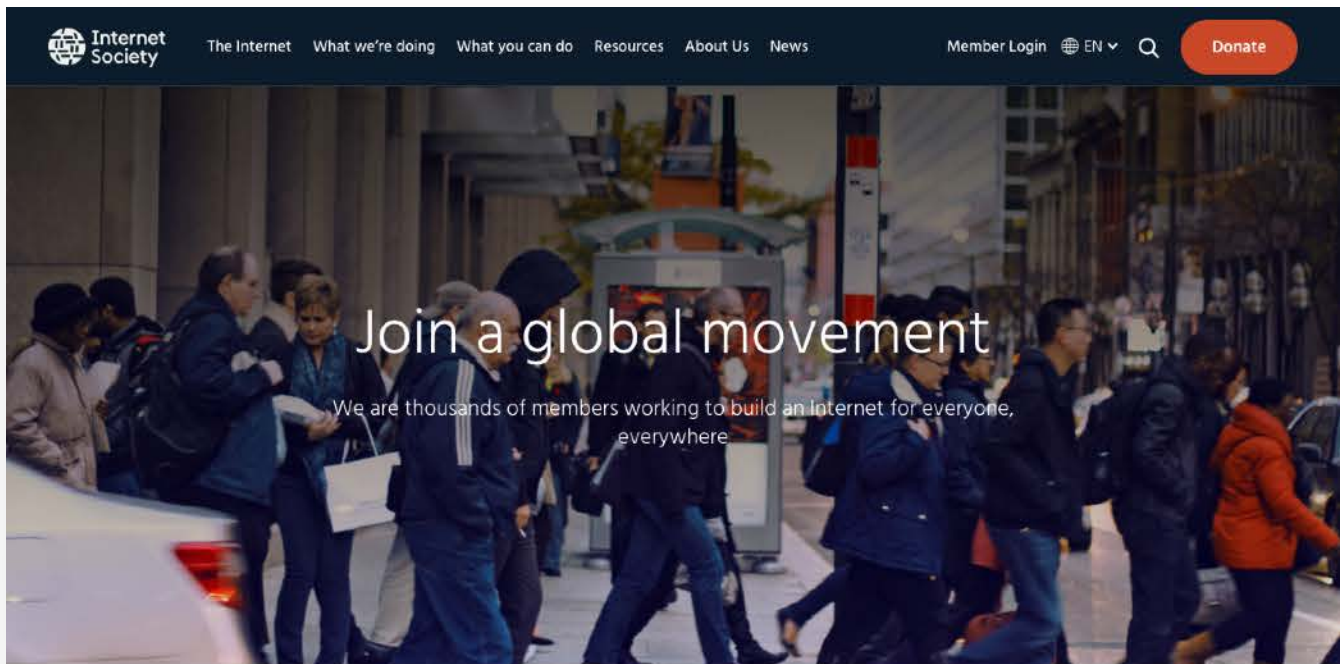 Internet
Society
The Internet
What we're doing
What you can do
Resources
About Us
News
Member Login
EN
Donate
Join a global movement
We are thousands of members working to build an Internet for everyone,
everywhere